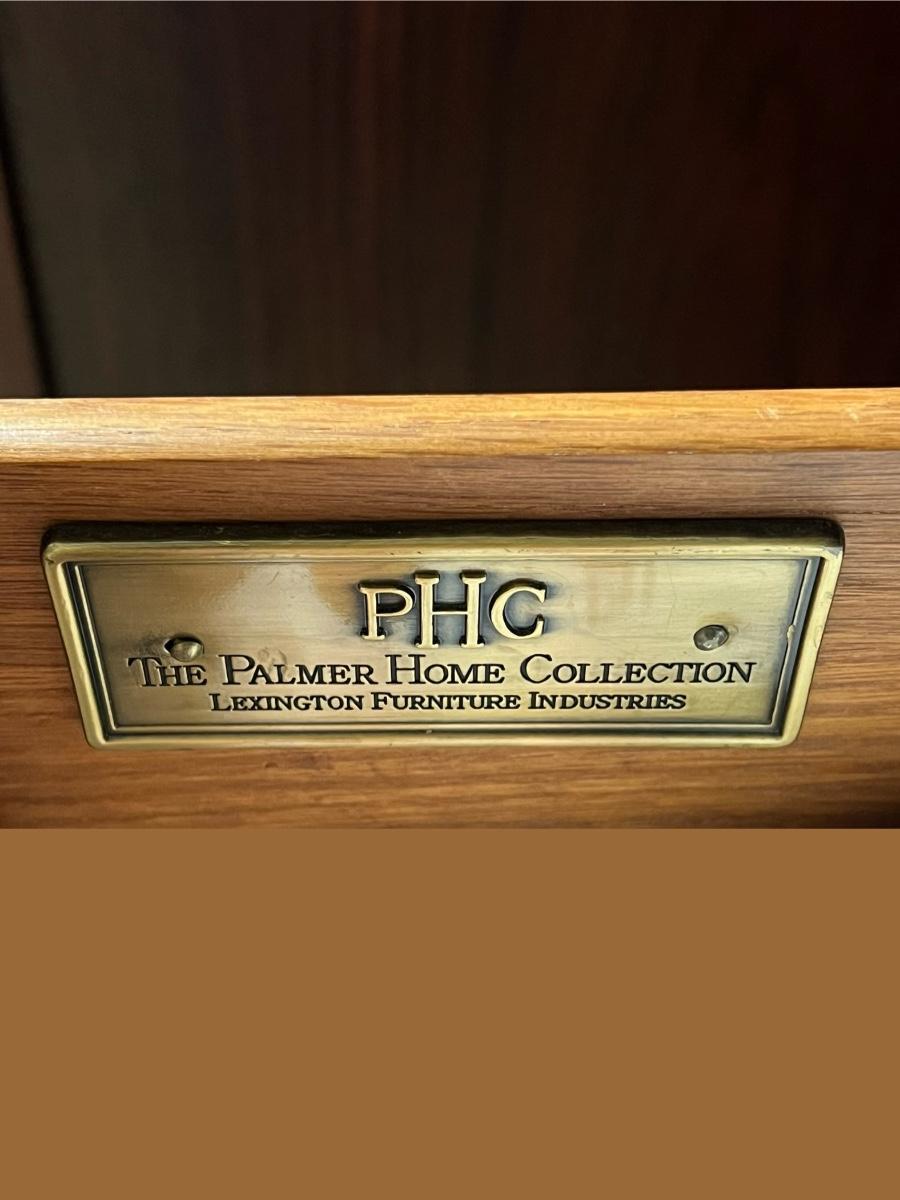 PHC
The Palmer Home Collection
Lexington Furniture Industries